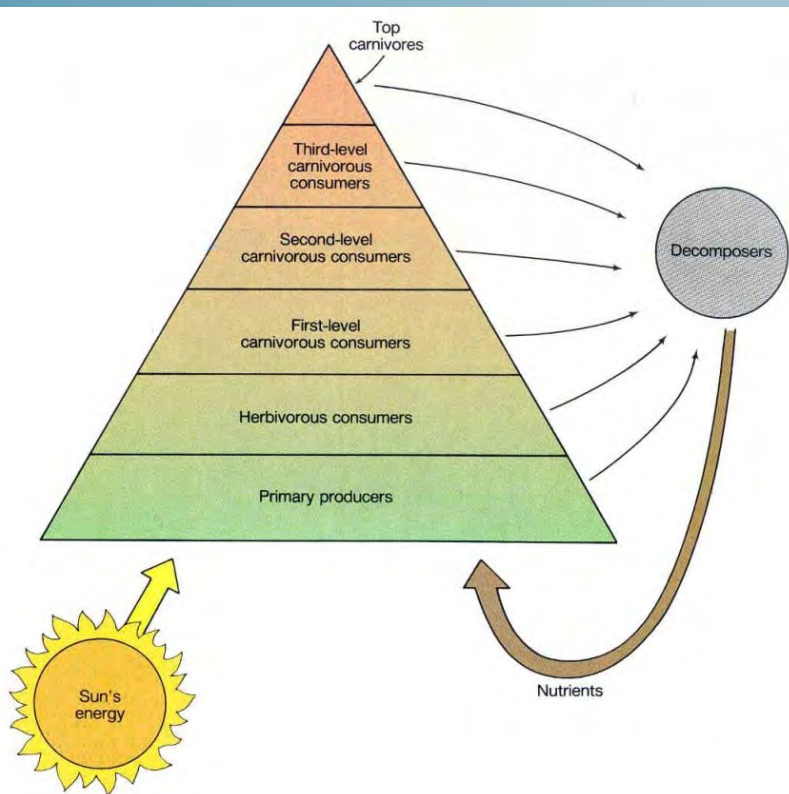 Top
carnivores
Third-level
carnivorous
consumers
Second-level
carnivorous consumers
Decomposers
First-level
carnivorous consumers
Herbivorous consumers
Primary producers
Sun's
energy
Nutrients